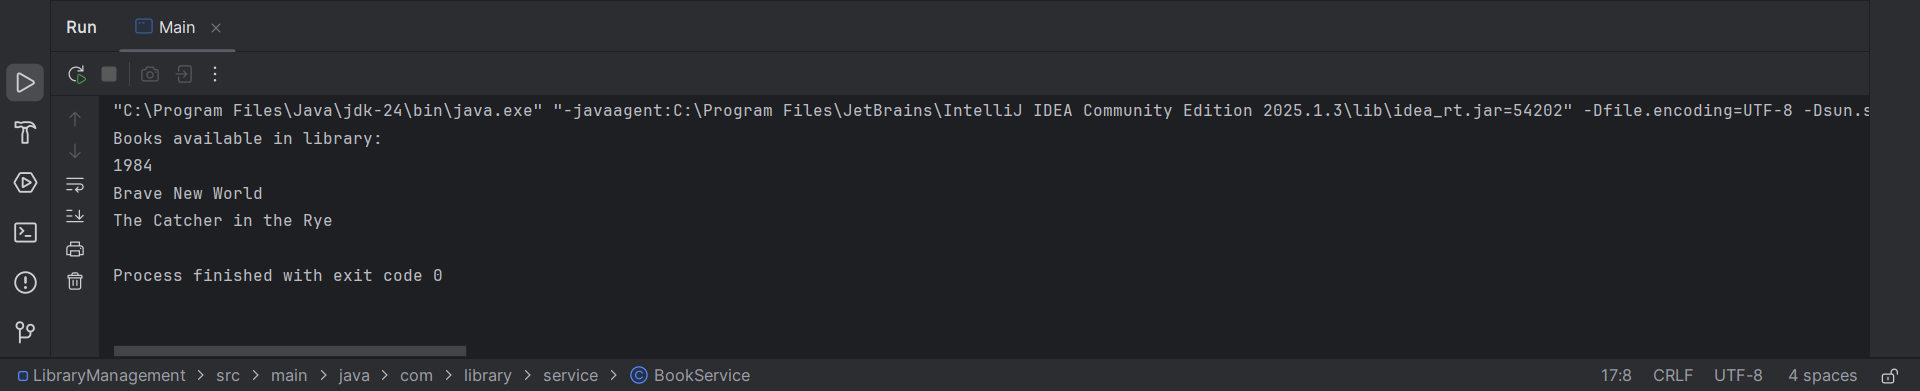 Run Main
"C:\Program Files\Java\jdk-24\bin\java.exe" "-javaagent:C:\Program Files\JetBrains\IntelliJ IDEA Community Edition 2025.1.3\lib\idea_rt.jar=54202" -Dfile.encoding=UTF-8 -Dsun.s
Books available in library:
1984
Brave New World
The Catcher in the Rye
Process finished with exit code 0
LibraryManagement > src > main > java > com > library > service > BookService 17:8 CRLF UTF-8 4 spaces